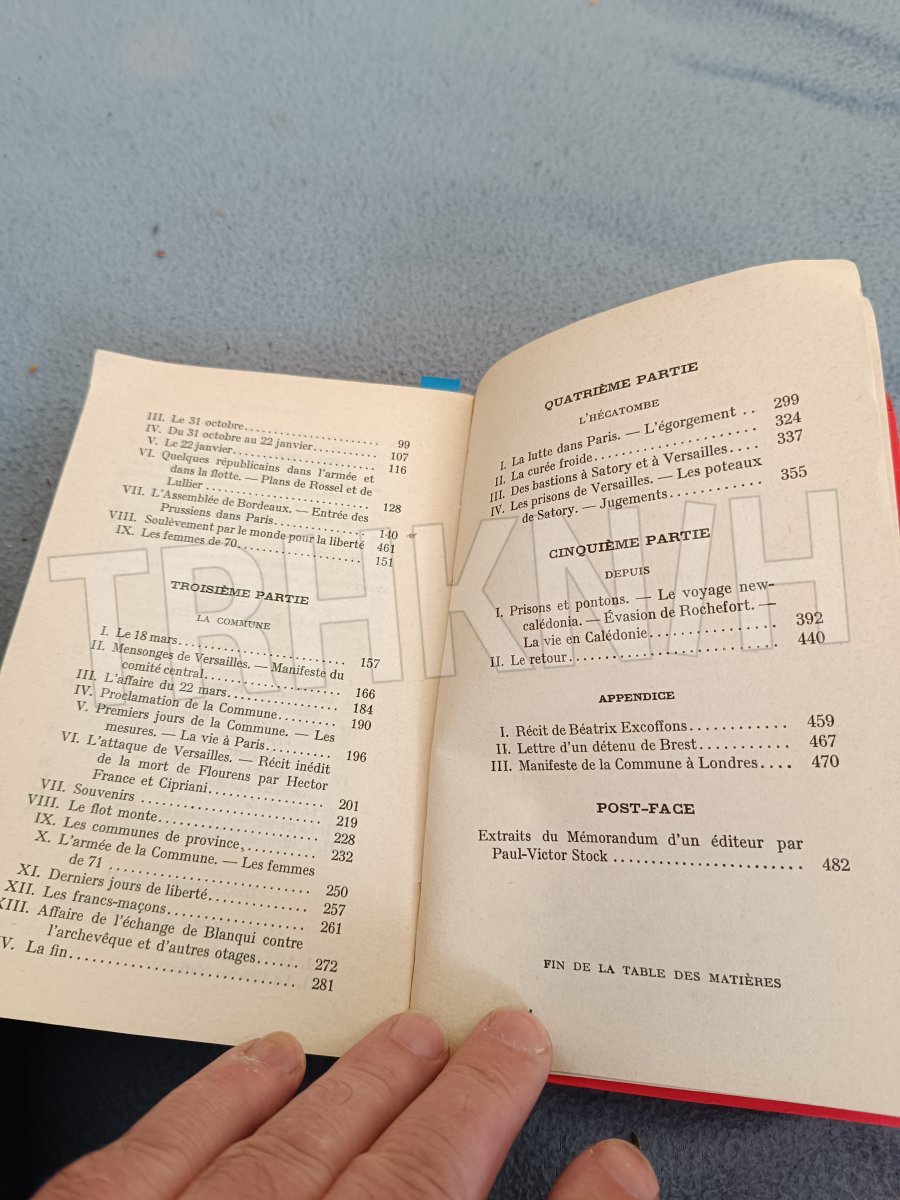 III. Le 31 octobre........................ 99
IV. Du 31 octobre au 22 janvier............ 107
V. Le 22 janvier.......................... 116
VI. Quelques républicains dans l'armée et
dans la flotte. — Plans de Rossel et de
Lullier........................ 128
VII. L'Assemblée de Bordeaux. — Entrée des
Prussiens dans Paris................ 140
VIII. Soulèvement par le monde pour la liberté 461
IX. Les femmes de 70...................... 151
TROISIÈME PARTIE
LA COMMUNE
I. Le 18 mars............................ 157
II. Mensonges de Versailles. — Manifeste du
comité central........................ 166
III. L'affaire du 22 mars.................. 184
IV. Proclamation de la Commune.......... 190
V. Premiers jours de la Commune. — Les
mesures. — La vie à Paris.......... 196
VI. L'attaque de Versailles. — Récit inédit
de la mort de Flourens par Hector
France et Cipriani.................. 201
VII. Souvenirs ............................ 219
VIII. Le flot monte........................ 228
IX. Les communes de province,.......... 232
X. L'armée de la Commune. — Les femmes
de 71 .............................. 250
XI. Derniers jours de liberté.............. 257
XII. Les francs-maçons.................... 261
XIII. Affaire de l'échange de Blanqui contre
l'archevêque et d'autres otages...... 272
V. La fin................................ 281
QUATRIÈME PARTIE
L'HÉCATOMBE
I. La lutte dans Paris. — L'égorgement .. 299
II. La curée froide........................ 324
III. Des bastions à Satory et à Versailles.... 337
IV. Les prisons de Versailles. — Les poteaux
de Satory. — Jugements............ 355
CINQUIÈME PARTIE
DEPUIS
I. Prisons et pontons. — Le voyage new-
calédonia. — Évasion de Rochefort. —
La vie en Calédonie................ 392
II. Le retour............................ 440
APPENDICE
I. Récit de Béatrix Excoffons............ 459
II. Lettre d'un détenu de Brest........... 467
III. Manifeste de la Commune à Londres.... 470
POST-FACE
Extraits du Mémorandum d'un éditeur par
Paul-Victor Stock ........................ 482
FIN DE LA TABLE DES MATIÈRES
TRHKN/H